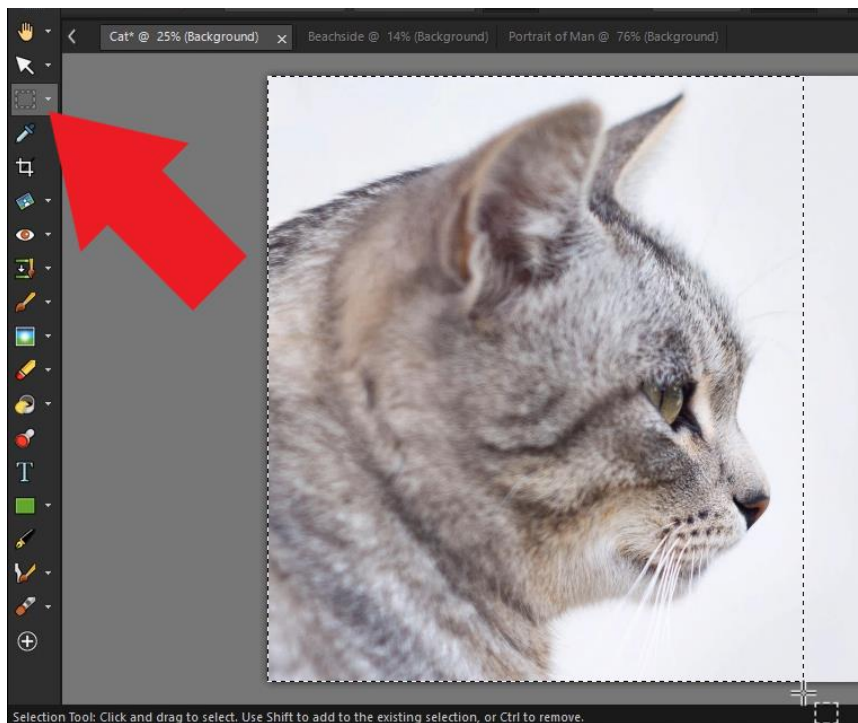 Cat* @ 25% (Background) x Beachside @ 14% (Background) Portrait of Man @ 76% (Background)
T
Selection Tool: Click and drag to select. Use Shift to add to the existing selection, or Ctrl to remove.